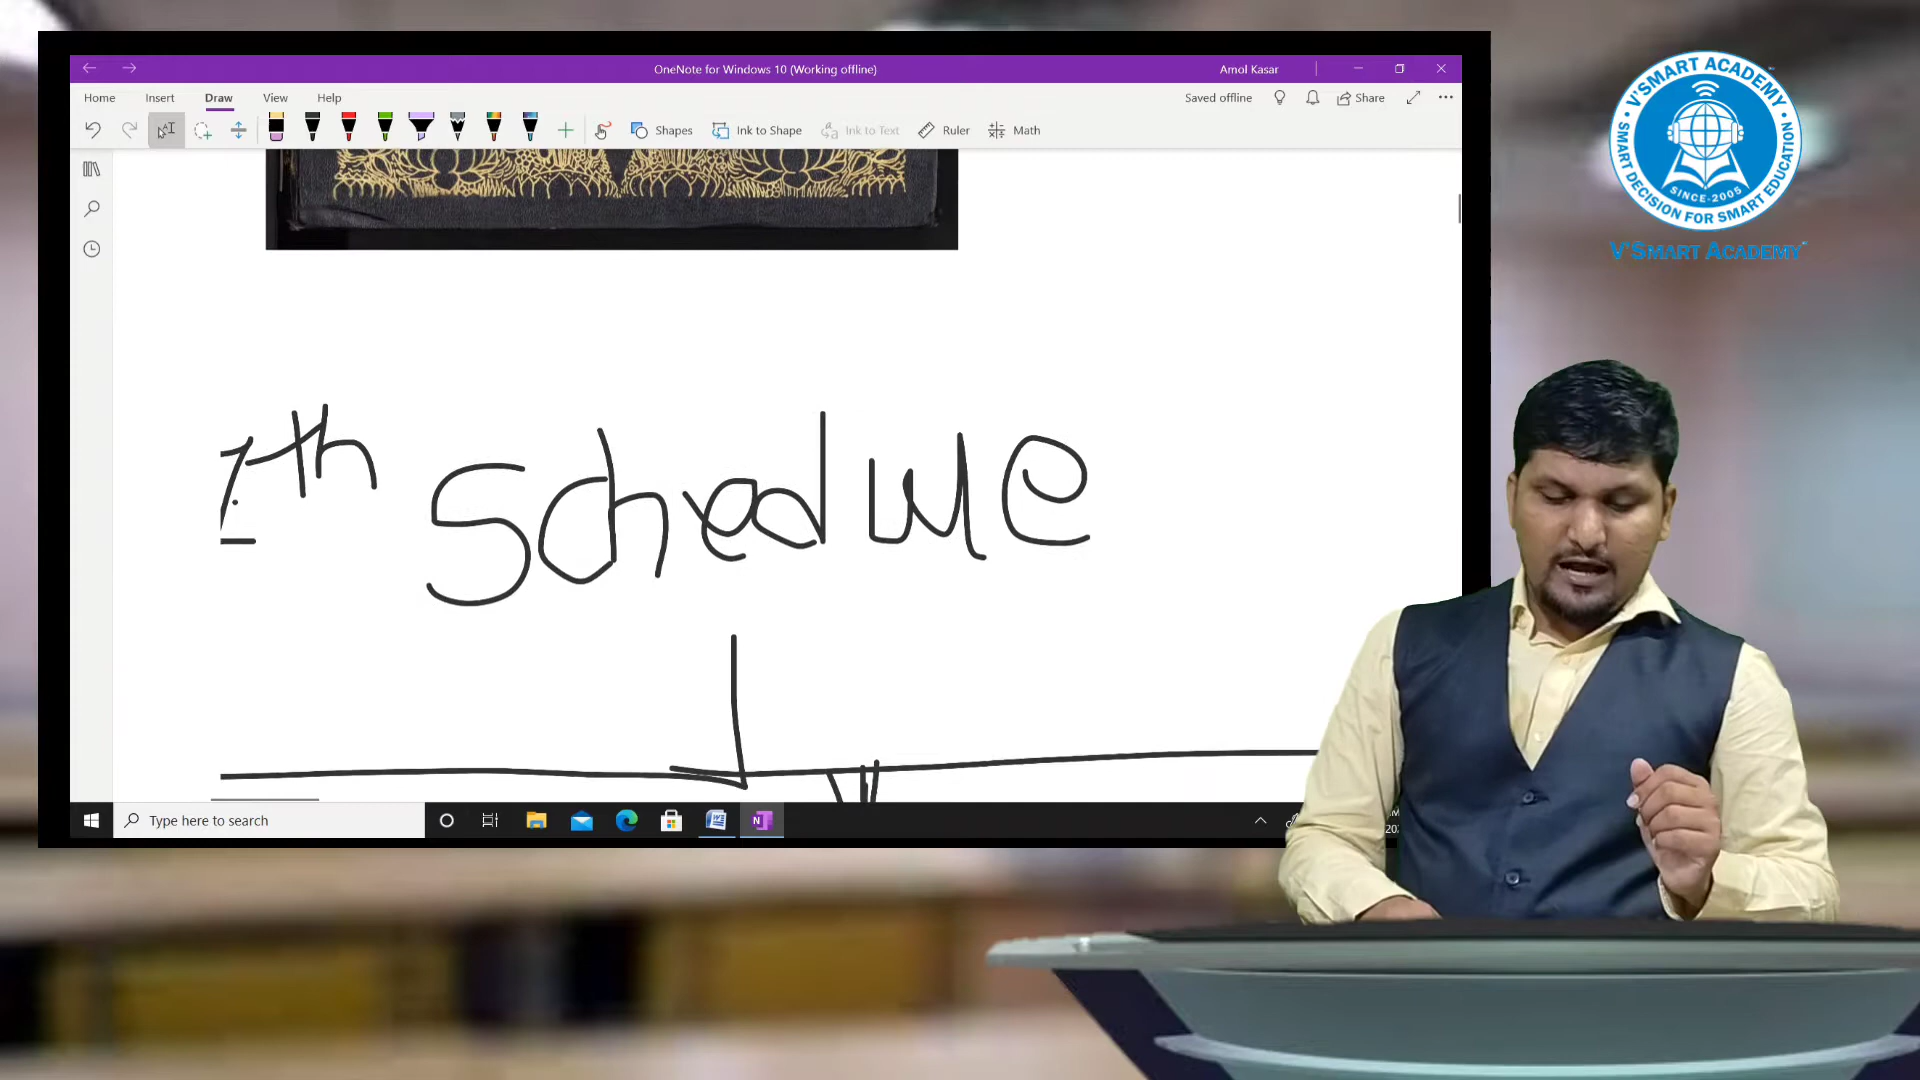 OneNote for Windows 10 (Working offline)
Amol Kasar
Home Insert Draw View Help
Saved offline
Share
Shapes Ink to Shape Ink to Text Ruler Math
7th Schedule
Type here to search
V'SMART ACADEMY
SMART DECISION FOR SMART EDUCATION
SINCE-2005
V'SMART ACADEMY